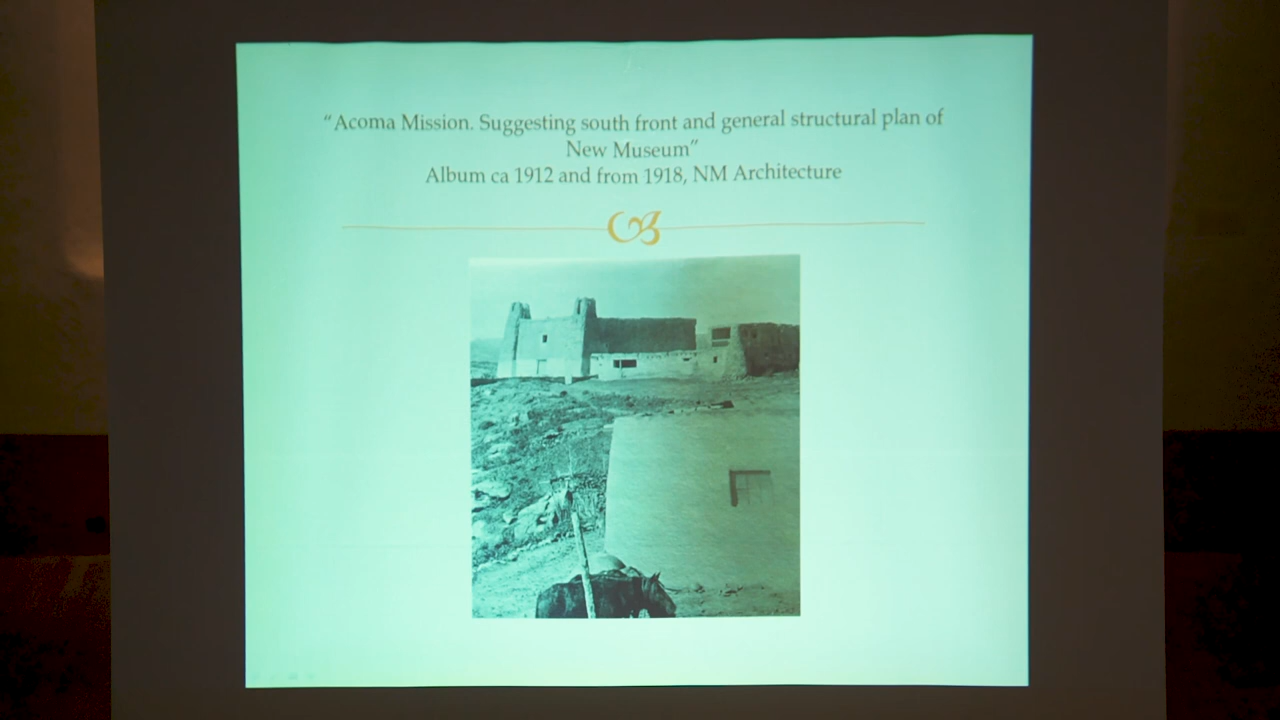 “Acoma Mission. Suggesting south front and general structural plan of
New Museum”
Album ca 1912 and from 1918, NM Architecture